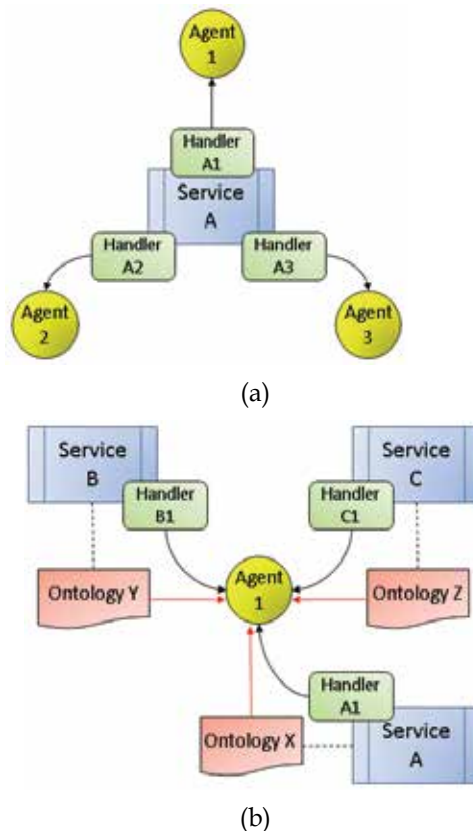 Agent
1
Handler
A1
Service
A
Handler
A2
Handler
A3
Agent
2
Agent
3
(a)
Service
B
Service
C
Handler
B1
Handler
C1
Agent
1
Ontology Y
Ontology Z
Handler
A1
Ontology X
Service
A
(b)